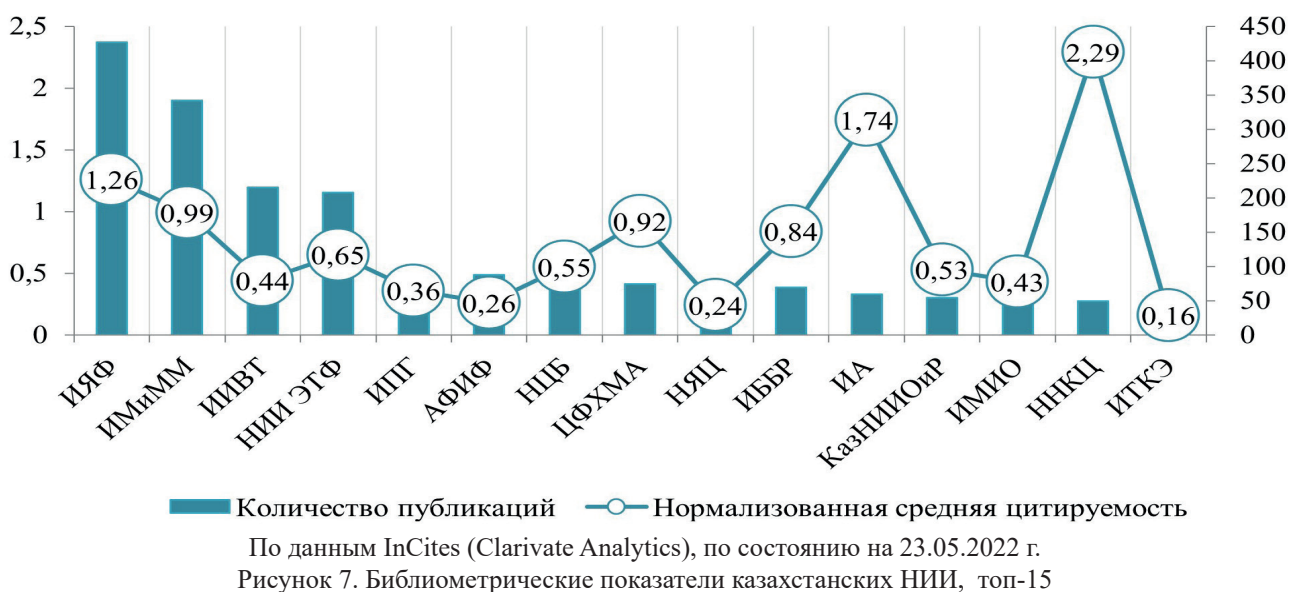 2,5
2
1,5
1
0,5
0
450
400
350
300
250
200
150
100
50
0
1,26
0,99
0,44
0,65
0,36
0,26
0,55
0,92
0,24
0,84
1,74
0,53
0,43
2,29
0,16
ИЯФ
ИМиММ
ИИВТ
НИИ ЭТФ
ИПГ
АФИФ
НЦБ
ЦФХМА
НЯЦ
ИББР
ИА
КазНИИОиР
ИМИО
ННКЦ
ИТКЭ
Количество публикаций
Нормализованная средняя цитируемость
По данным InCites (Clarivate Analytics), по состоянию на 23.05.2022 г.
Рисунок 7. Библиометрические показатели казахстанских НИИ, топ-15